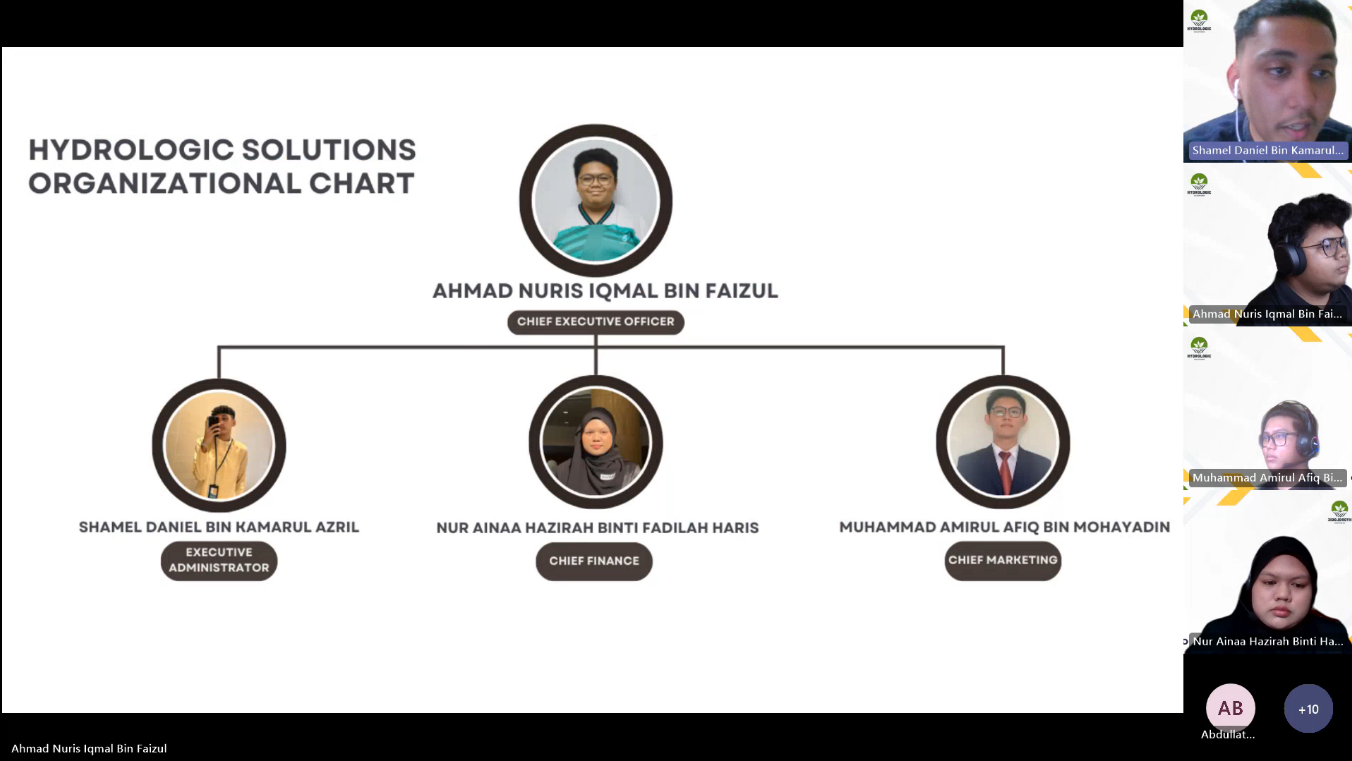 HYDROLOGIC SOLUTIONS
ORGANIZATIONAL CHART
AHMAD NURIS IQMAL BIN FAIZUL
CHIEF EXECUTIVE OFFICER
SHAMEL DANIEL BIN KAMARUL AZRIL
EXECUTIVE
ADMINISTRATOR
NUR AINAA HAZIRAH BINTI FADILAH HARIS
CHIEF FINANCE
MUHAMMAD AMIRUL AFIQ BIN MOHAYADIN
CHIEF MARKETING
HYDROLOGIC
Shamel Daniel Bin Kamarul...
HYDROLOGIC
Ahmad Nuris Iqmal Bin Fai...
HYDROLOGIC
Muhammad Amirul Afiq Bi...
Nur Ainaa Hazirah Binti Ha...
AB
Abdullat...
+10
Ahmad Nuris Iqmal Bin Faizul